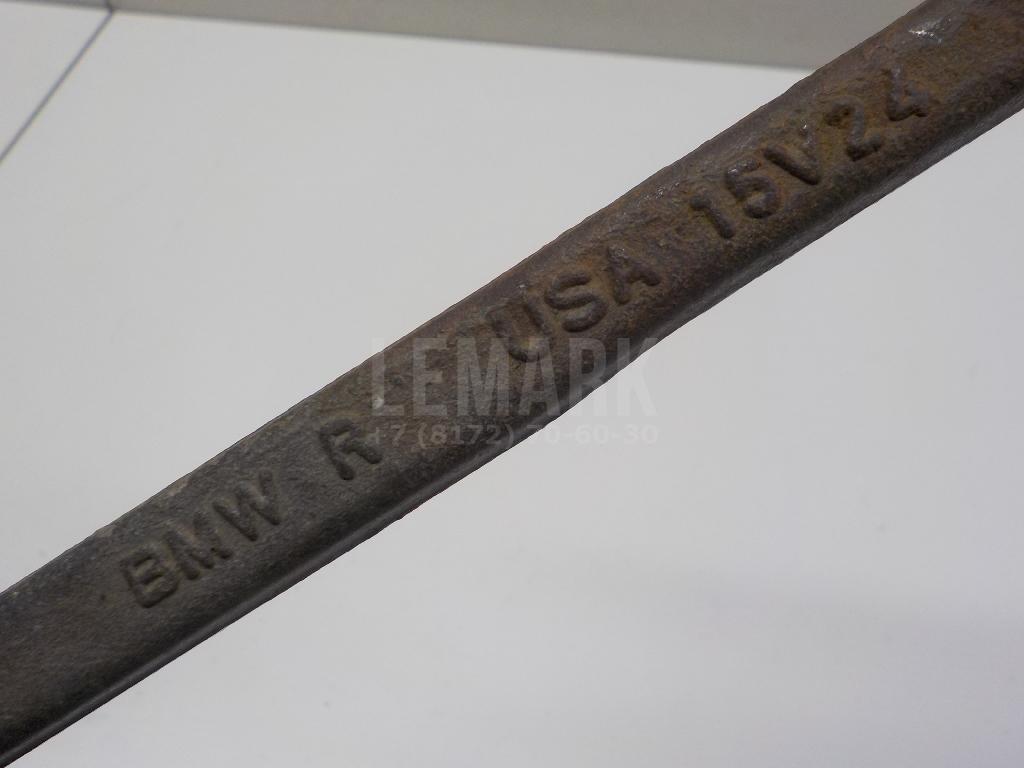 BMW R USA 15V24
LEMARK
+7 (8172) 70-60-30